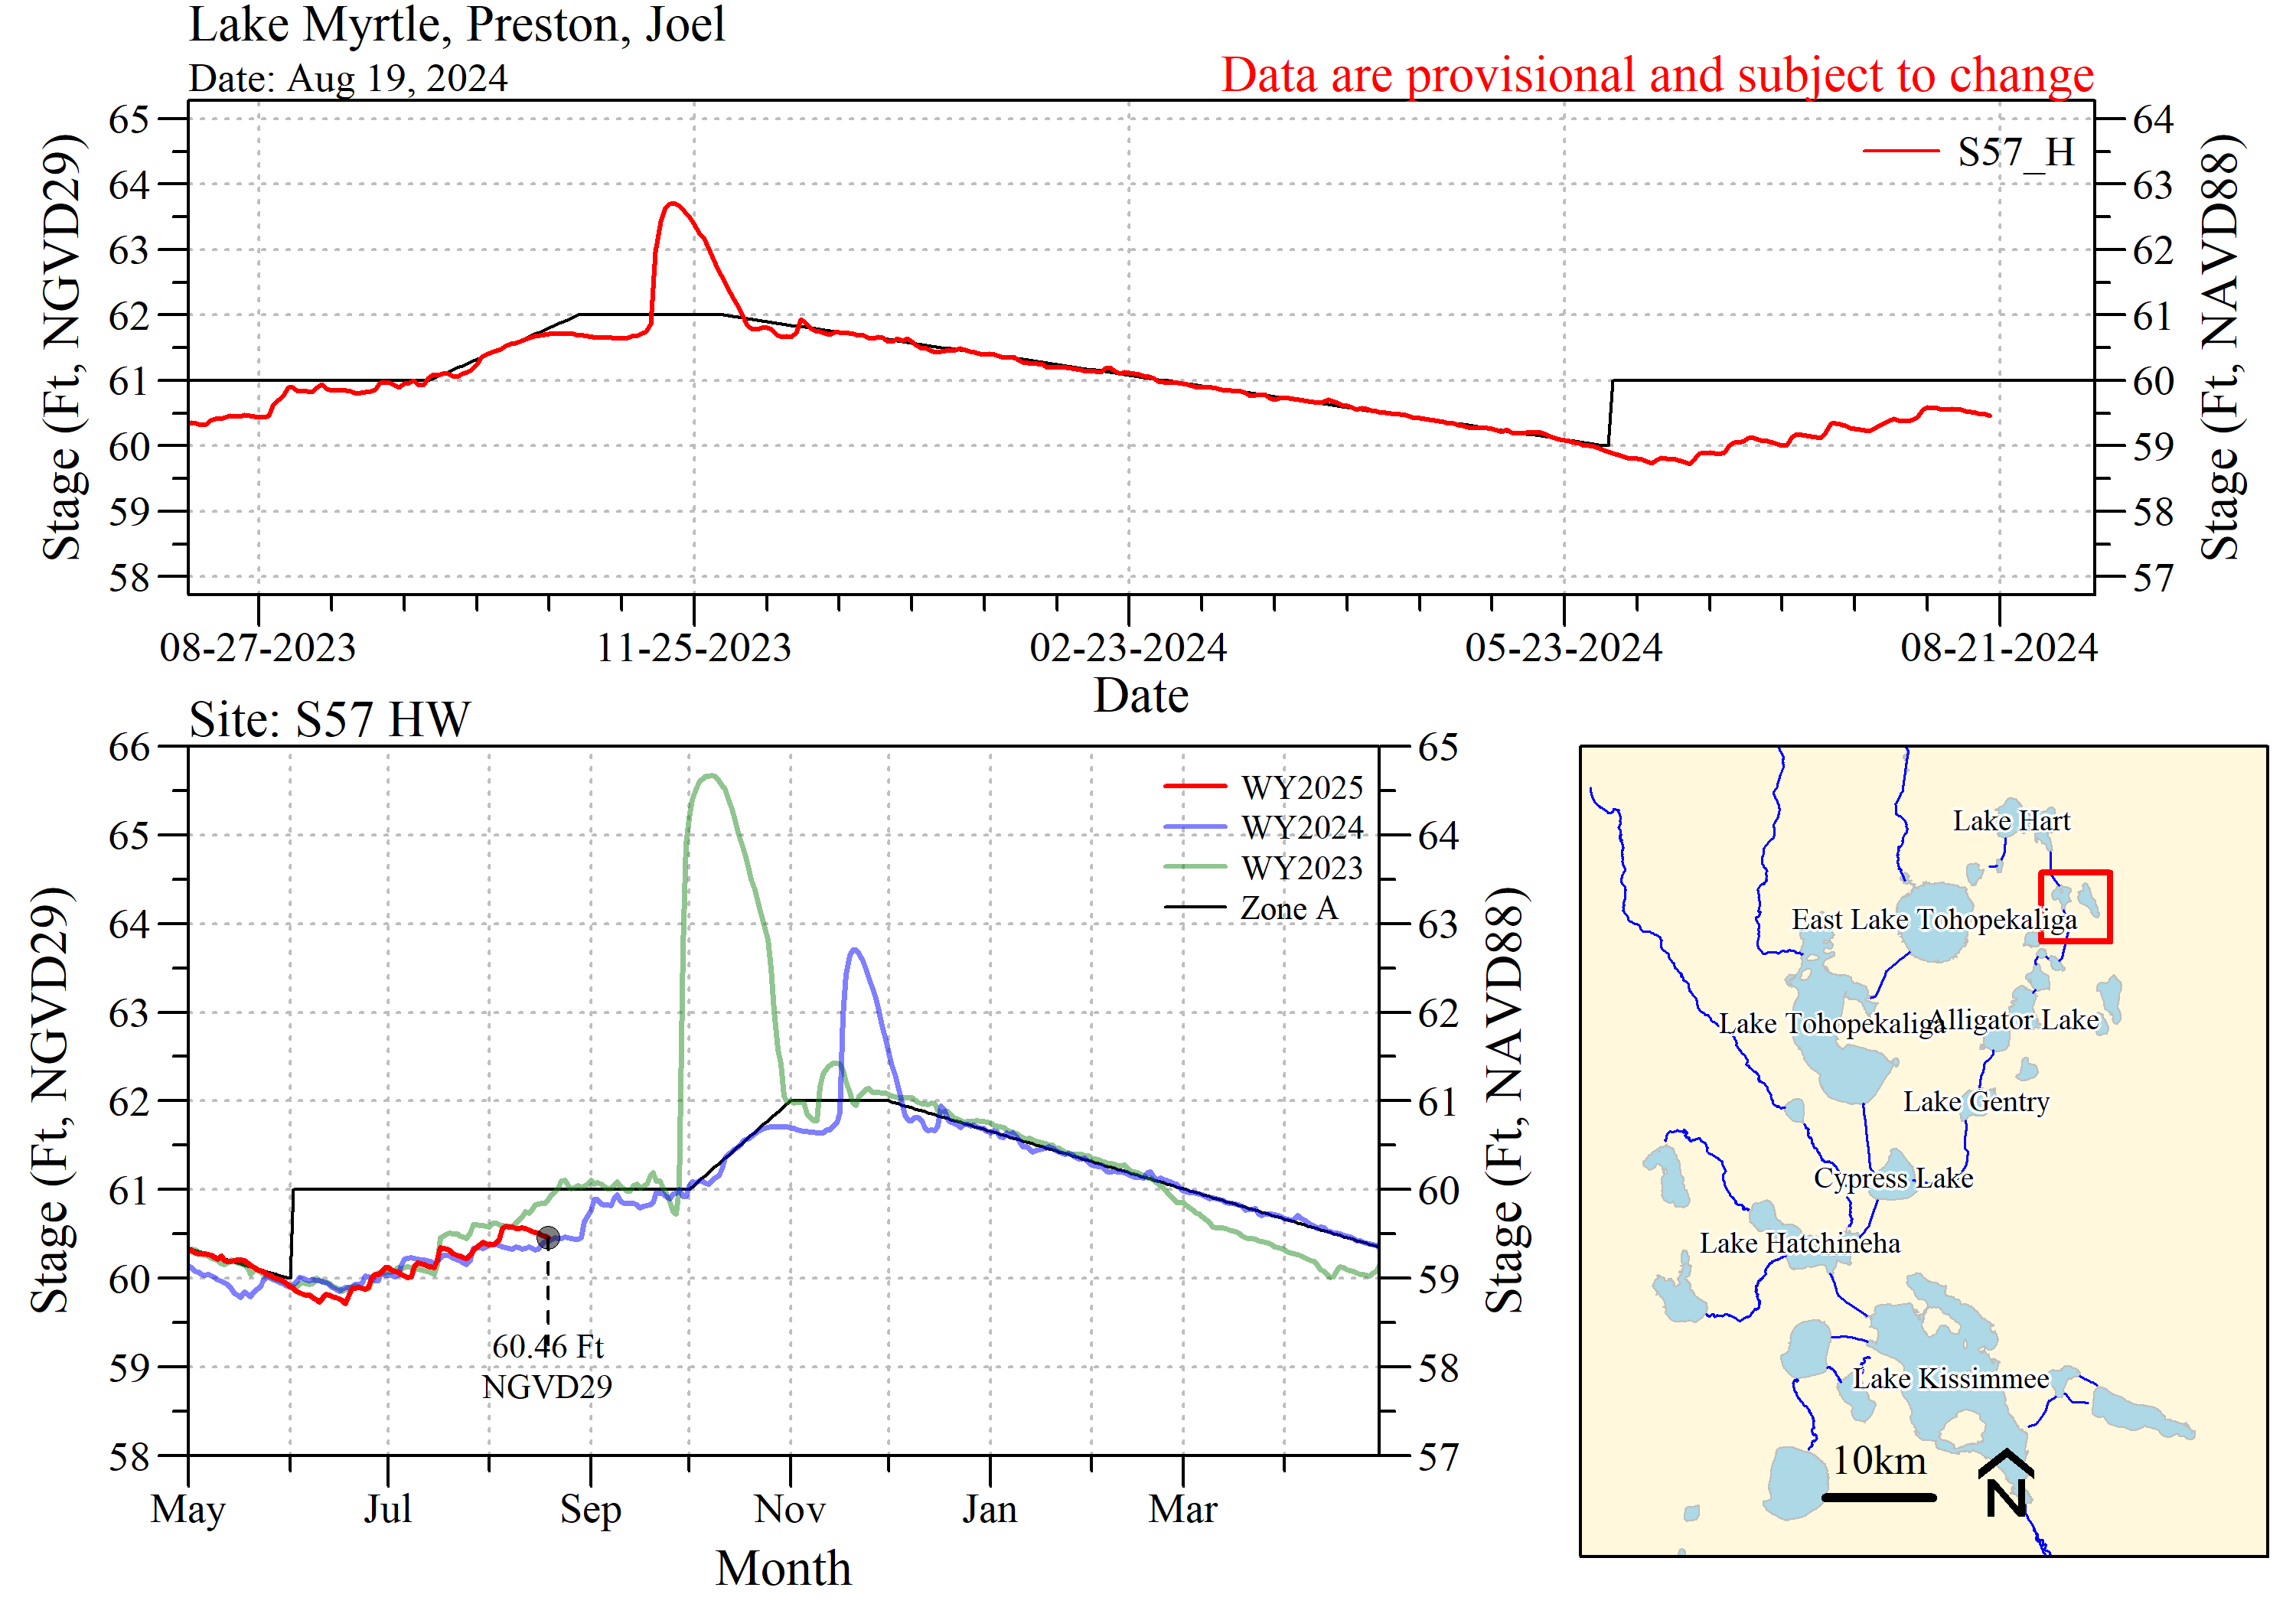 Lake Myrtle, Preston, Joel
Date: Aug 19, 2024
Data are provisional and subject to change
Stage (Ft, NGVD29)
65
64
63
62
61
60
59
58
S57_H
64
63
62
61
60
59
58
57
Stage (Ft, NAVD88)
08-27-2023
11-25-2023
02-23-2024
05-23-2024
08-21-2024
Date
Site: S57 HW
Stage (Ft, NGVD29)
66
65
64
63
62
61
60
59
58
WY2025
WY2024
WY2023
Zone A
60.46 Ft
NGVD29
65
64
63
62
61
60
59
58
57
Stage (Ft, NAVD88)
May
Jul
Sep
Nov
Jan
Mar
Month
Lake Hart
East Lake Tohopekaliga
Lake Tohopekaliga
Alligator Lake
Lake Gentry
Cypress Lake
Lake Hatchineha
Lake Kissimmee
10km
N